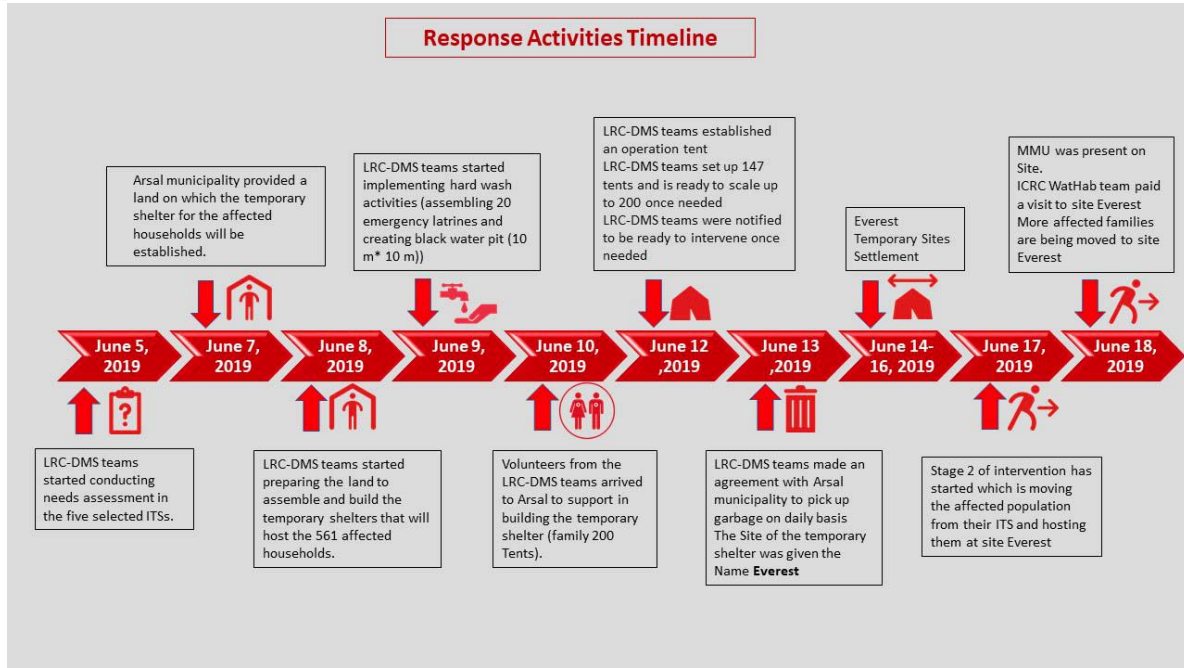 Response Activities Timeline
Arsal municipality provided a
land on which the temporary
shelter for the affected
households will be
established.
LRC-DMS teams started
implementing hard wash
activities (assembling 20
emergency latrines and
creating black water pit (10
m* 10 m))
LRC-DMS teams established
an operation tent
LRC-DMS teams set up 147
tents and is ready to scale up
to 200 once needed
LRC-DMS teams were notified
to be ready to intervene once
needed
Everest
Temporary Sites
Settlement
MMU was present on
Site.
ICRC WatHab team paid
a visit to site Everest
More affected families
are being moved to site
Everest
June 5,
2019
June 7,
2019
June 8,
2019
June 9,
2019
June 10,
2019
June 12
,2019
June 13
,2019
June 14-
16, 2019
June 17,
2019
June 18,
2019
?
LRC-DMS teams
started conducting
needs assessment in
the five selected ITSs.
LRC-DMS teams started
preparing the land to
assemble and build the
temporary shelters that will
host the 561 affected
households.
Volunteers from the
LRC-DMS teams arrived
to Arsal to support in
building the temporary
shelter (family 200
Tents).
LRC-DMS teams made an
agreement with Arsal
municipality to pick up
garbage on daily basis
The Site of the temporary
shelter was given the
Name Everest
Stage 2 of intervention has
started which is moving
the affected population
from their ITS and hosting
them at site Everest